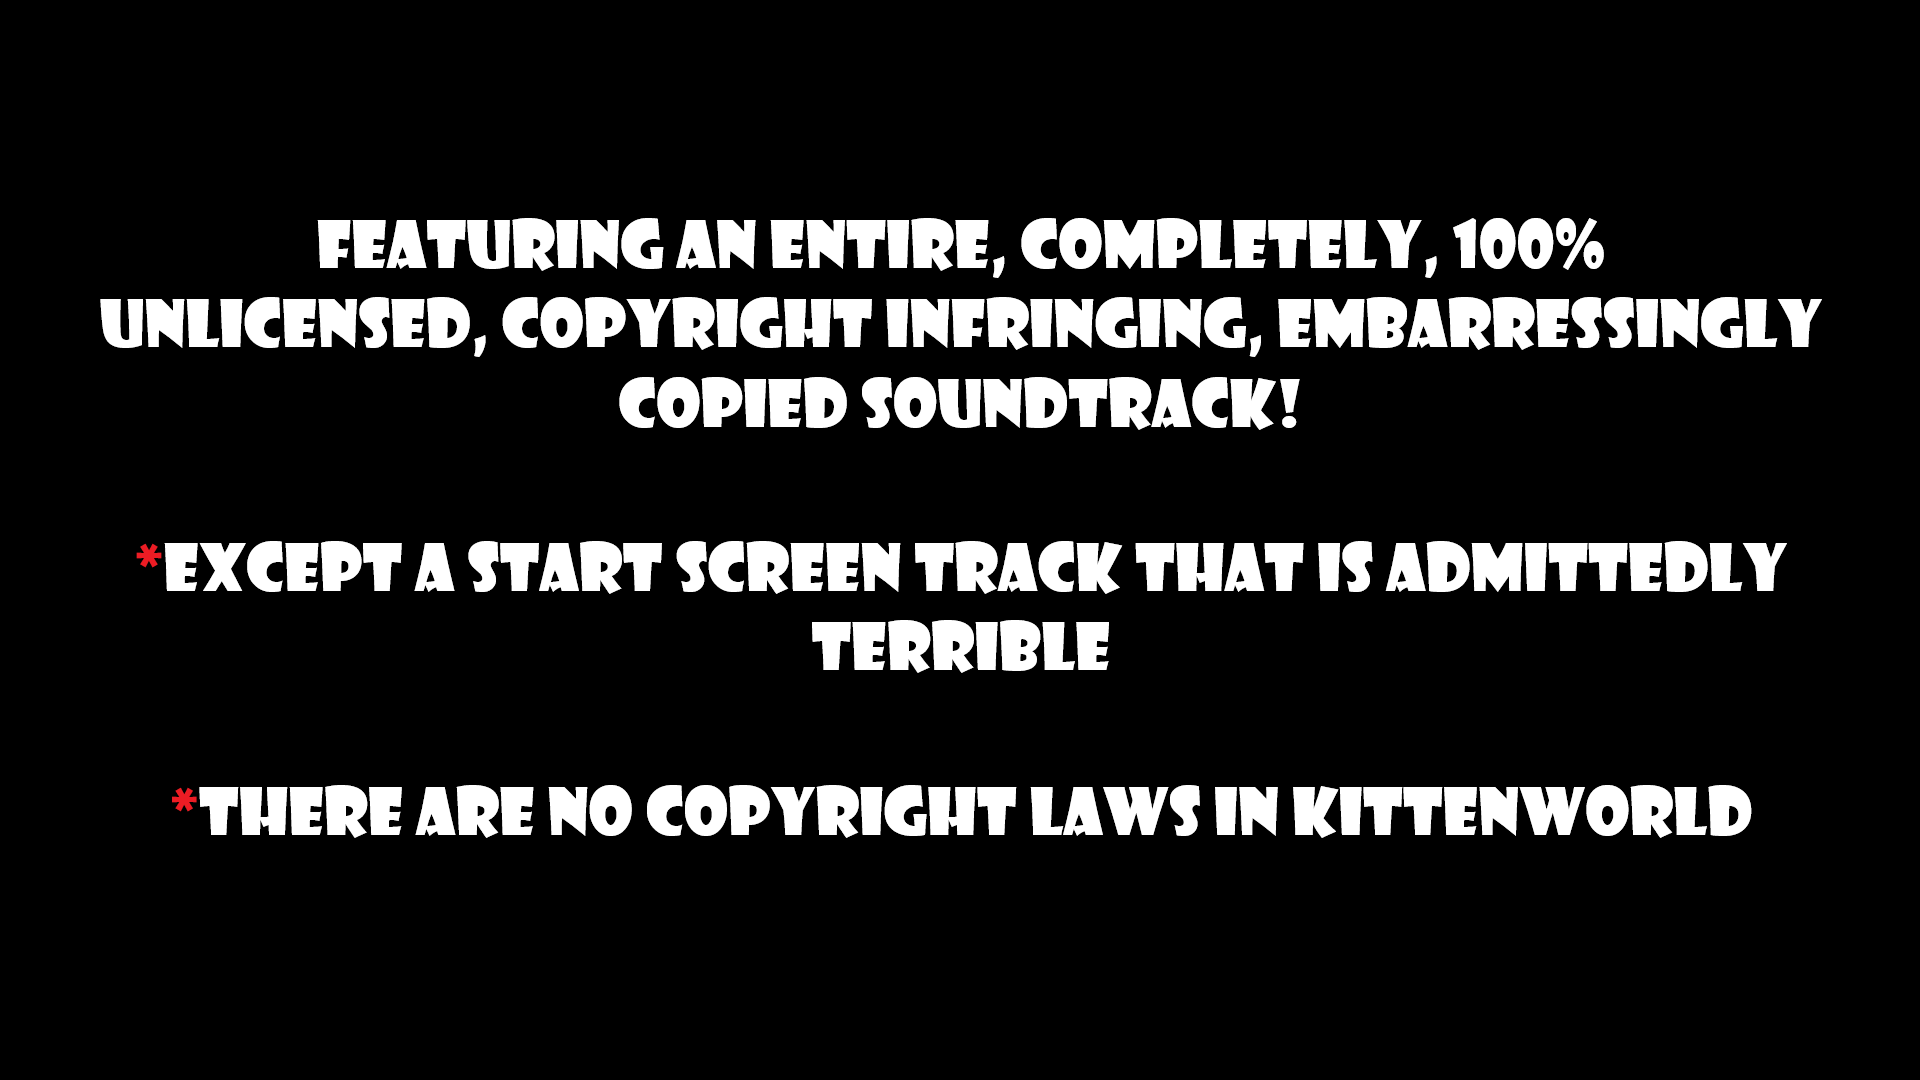 FEATURING AN ENTIRE, COMPLETELY, 100%
UNLICENSED, COPYRIGHT INFRINGING, EMBARRESSINGLY
COPIED SOUNDTRACK!
*EXCEPT A START SCREEN TRACK THAT IS ADMITTEDLY
TERRIBLE
*THERE ARE NO COPYRIGHT LAWS IN KITTENWORLD